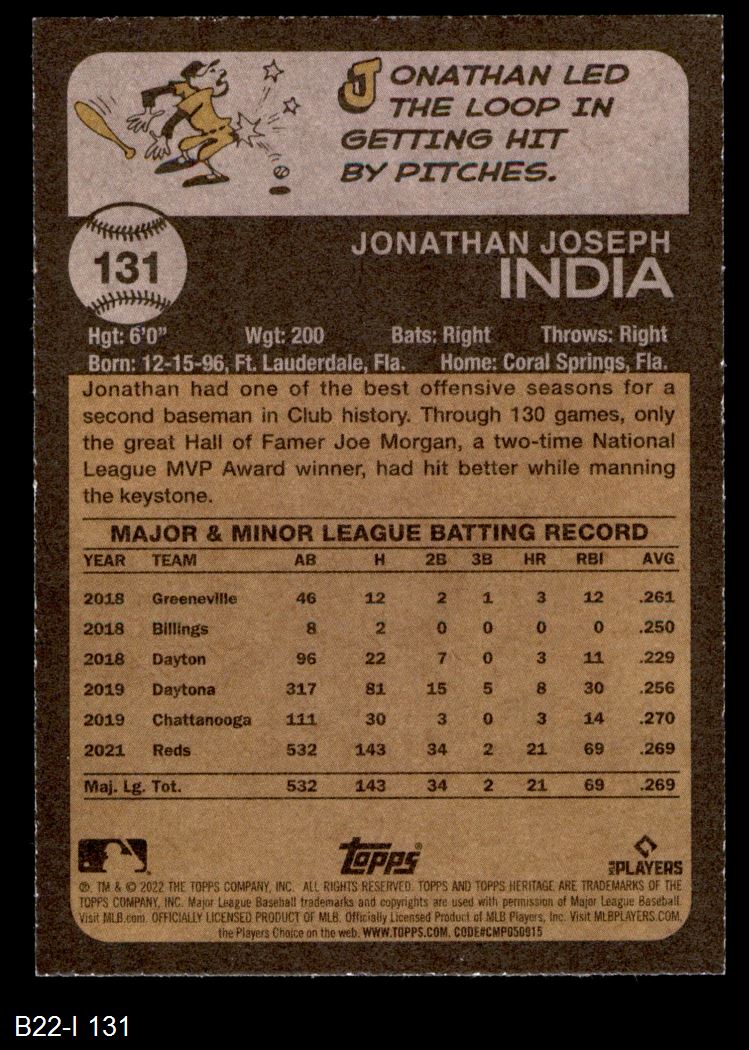 JONATHAN LED
THE LOOP IN
GETTING HIT
BY PITCHES.
131
JONATHAN JOSEPH
INDIA
Hgt: 6'0" Wgt: 200 Bats: Right Throws: Right
Born: 12-15-96, Ft. Lauderdale, Fla. Home: Coral Springs, Fla.
Jonathan had one of the best offensive seasons for a
second baseman in Club history. Through 130 games, only
the great Hall of Famer Joe Morgan, a two-time National
League MVP Award winner, had hit better while manning
the keystone.
MAJOR & MINOR LEAGUE BATTING RECORD
YEAR TEAM AB H 2B 3B HR RBI AVG
2018 Greeneville 46 12 2 1 3 12 .261
2018 Billings 8 2 0 0 0 0 .250
2018 Dayton 96 22 7 0 3 11 .229
2019 Daytona 317 81 15 5 8 30 .256
2019 Chattanooga 111 30 3 0 3 14 .270
2021 Reds 532 143 34 2 21 69 .269
Maj. Lg. Tot. 532 143 34 2 21 69 .269
Topps® MLB PLAYERS
®, TM & © 2022 THE TOPPS COMPANY, INC. ALL RIGHTS RESERVED. TOPPS AND TOPPS HERITAGE ARE TRADEMARKS OF THE
TOPPS COMPANY, INC. Major League Baseball trademarks and copyrights are used with permission of Major League Baseball.
Visit MLB.com. OFFICIALLY LICENSED PRODUCT OF MLB. Officially Licensed Product of MLB Players, Inc. Visit MLBPLAYERS.COM,
the Players Choice on the web. WWW.TOPPS.COM. CODE#CMP050915
B22-I 131